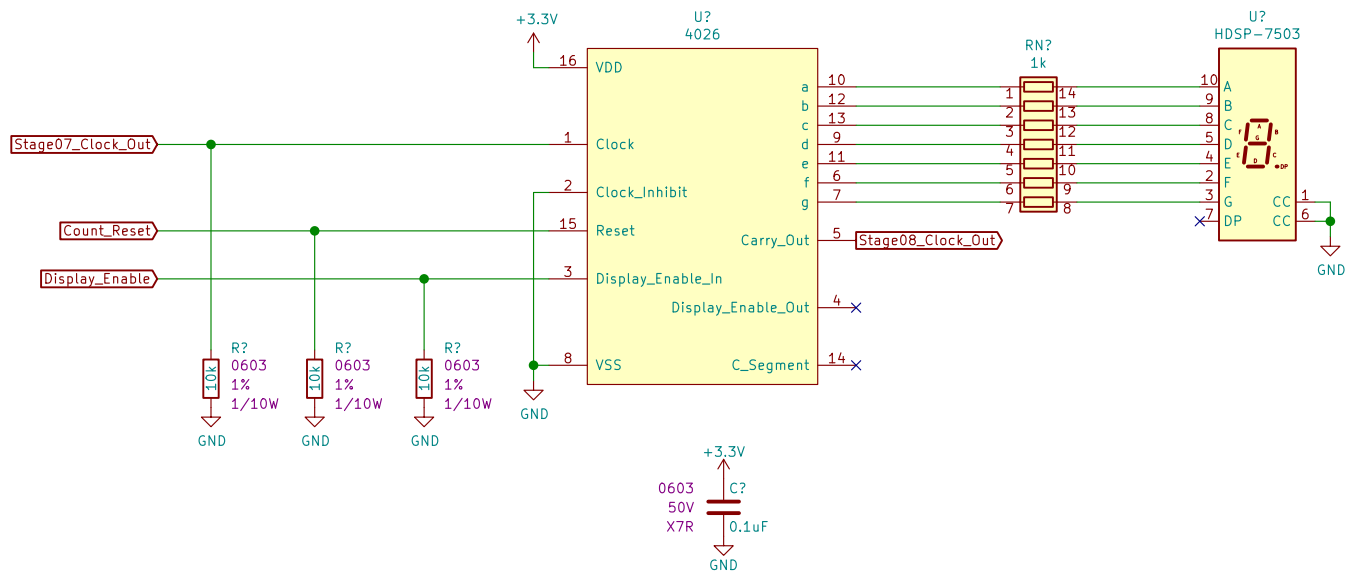 +3.3V
U?
4026
U?
HDSP-7503
RN?
1k
16 VDD
a 10
1 14
10 A
b 12
2 13
9 B
c 13
3 12
8 C
Stage07_Clock_Out
1 Clock
d 9
4 11
5 D
e 11
5 10
4 E
2 Clock_Inhibit
f 6
6 9
2 F
g 7
7 8
3 G
CC 1
7 DP
CC 6
A
B
C
D
E
F
G
DP
Count_Reset
15 Reset
Carry_Out 5
Stage08_Clock_Out
GND
Display_Enable
3 Display_Enable_In
Display_Enable_Out 4
8 VSS
C_Segment 14
R?
10k
0603
1%
1/10W
GND
R?
10k
0603
1%
1/10W
GND
R?
10k
0603
1%
1/10W
GND
GND
+3.3V
0603
50V
X7R
C?
0.1uF
GND